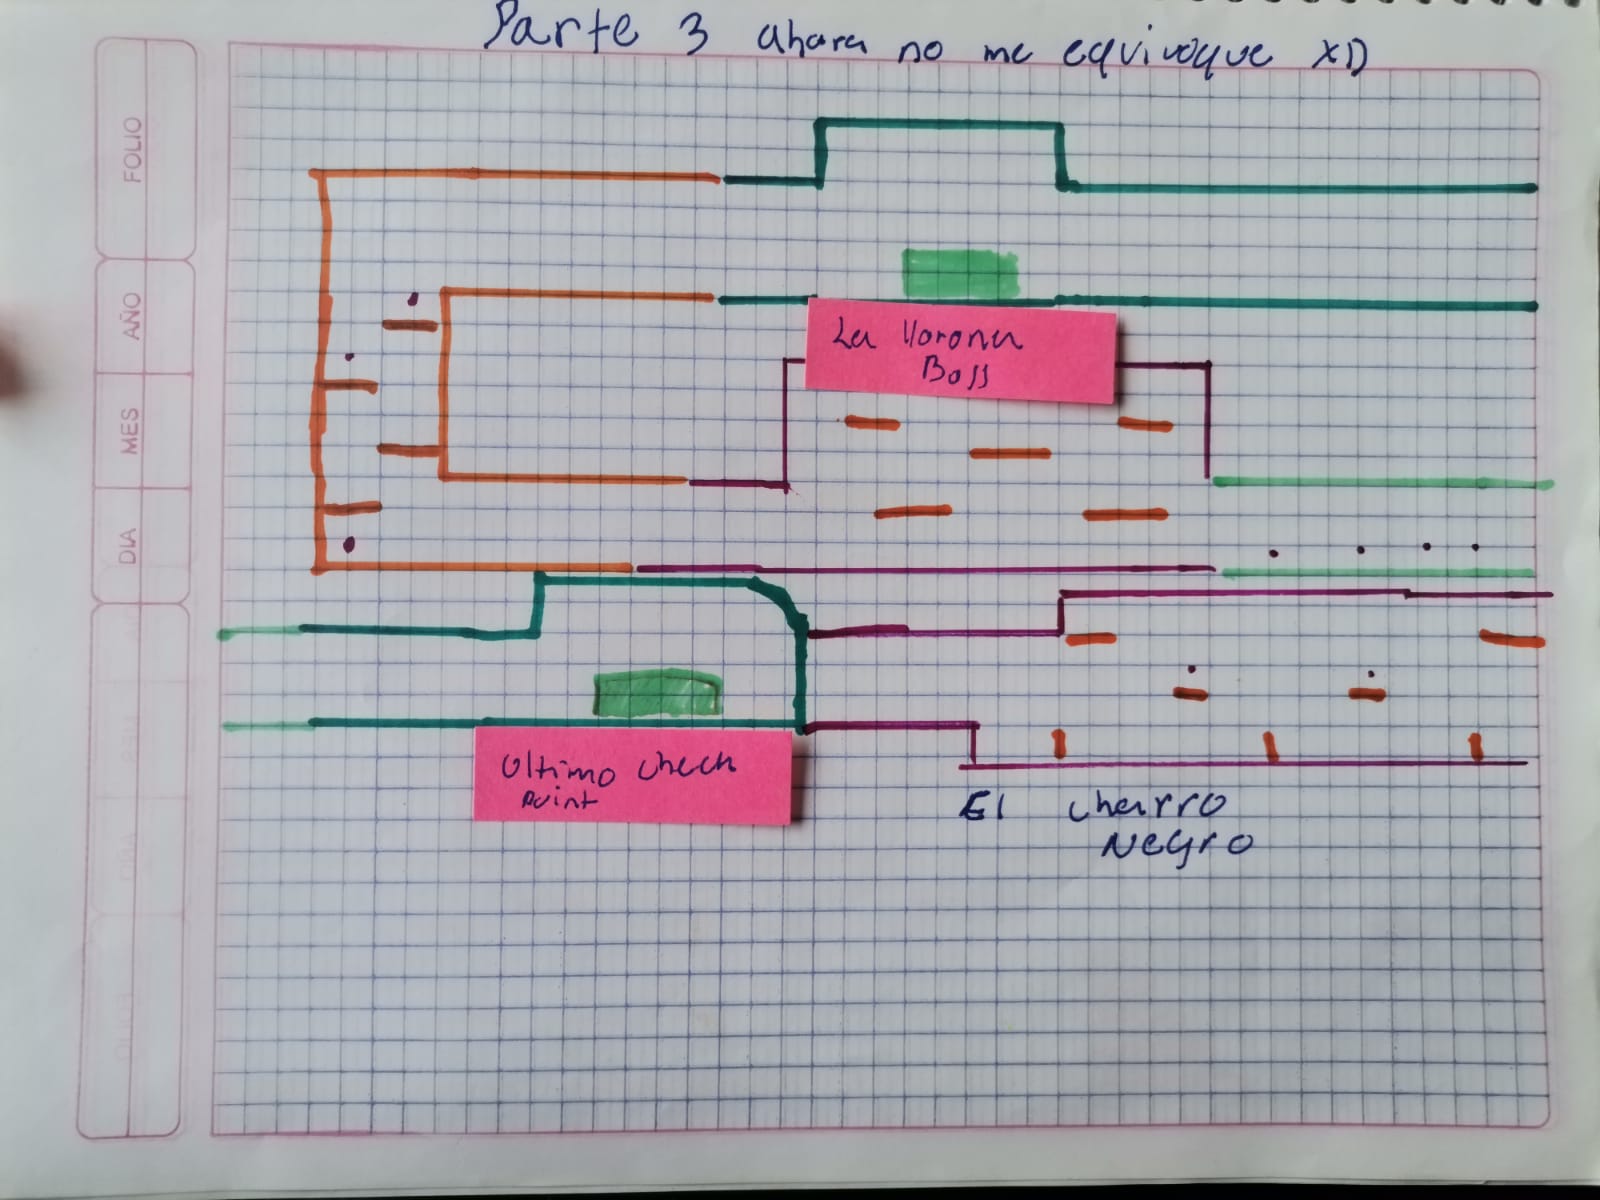 Parte 3 ahora no me equivoque XD
FOLIO
AÑO
MES
DIA
La llorona
Boss
Ultimo check
point
El charro
Negro